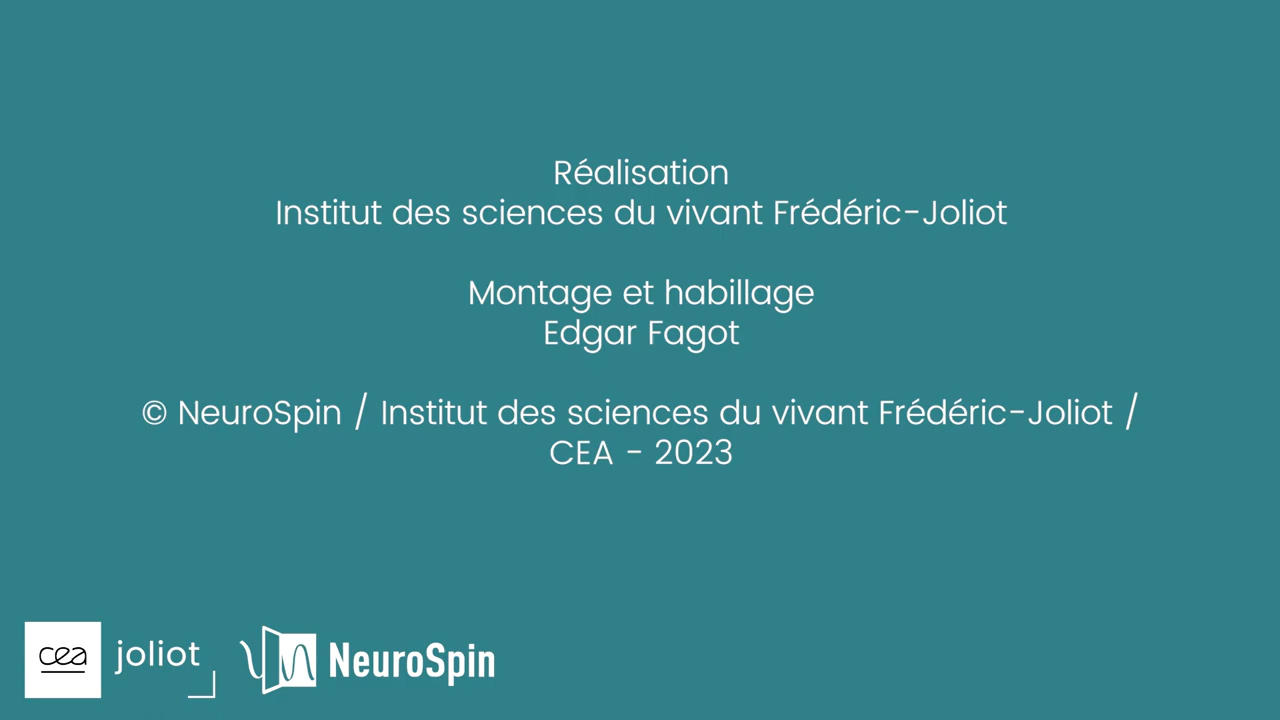 Réalisation
Institut des sciences du vivant Frédéric-Joliot
Montage et habillage
Edgar Fagot
© NeuroSpin / Institut des sciences du vivant Frédéric-Joliot /
CEA - 2023
cea joliot NeuroSpin